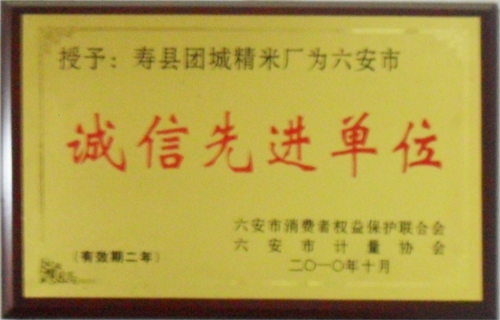 授予：寿县团城精米厂为六安市
诚信先进单位
六安市消费者权益保护联合会
六安市计量协会
（有效期二年）
二〇一〇年十月